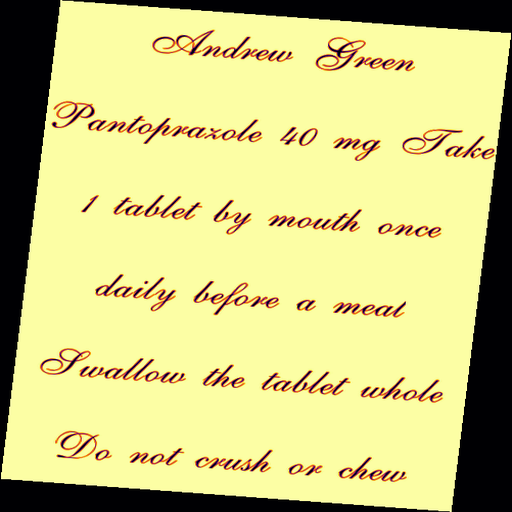 Andrew Green
Pantoprazole 40 mg Take
1 tablet by mouth once
daily before a meal
Swallow the tablet whole
Do not crush or chew